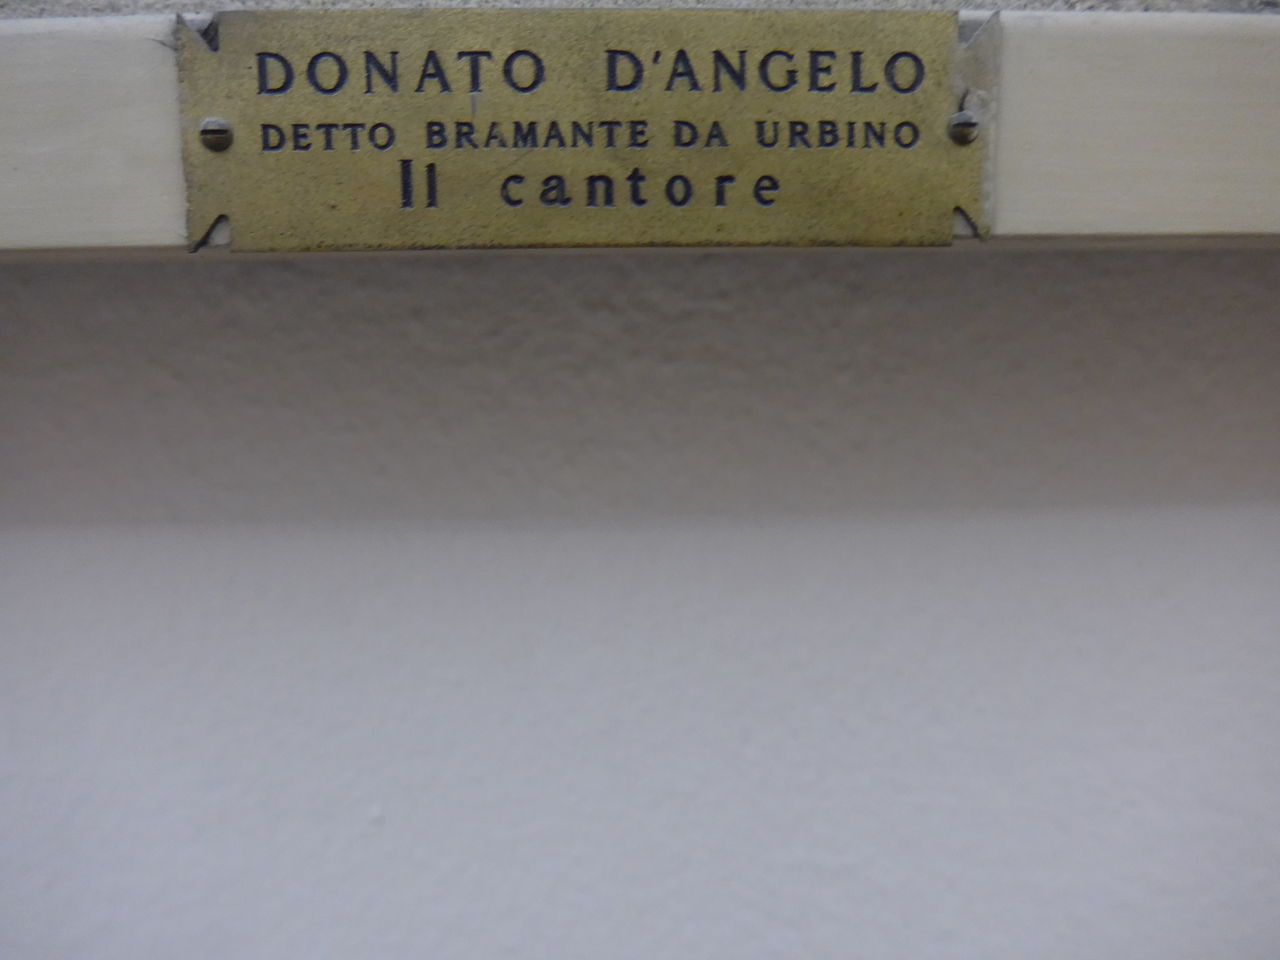 DONATO D'ANGELO
DETTO BRAMANTE DA URBINO
Il cantore